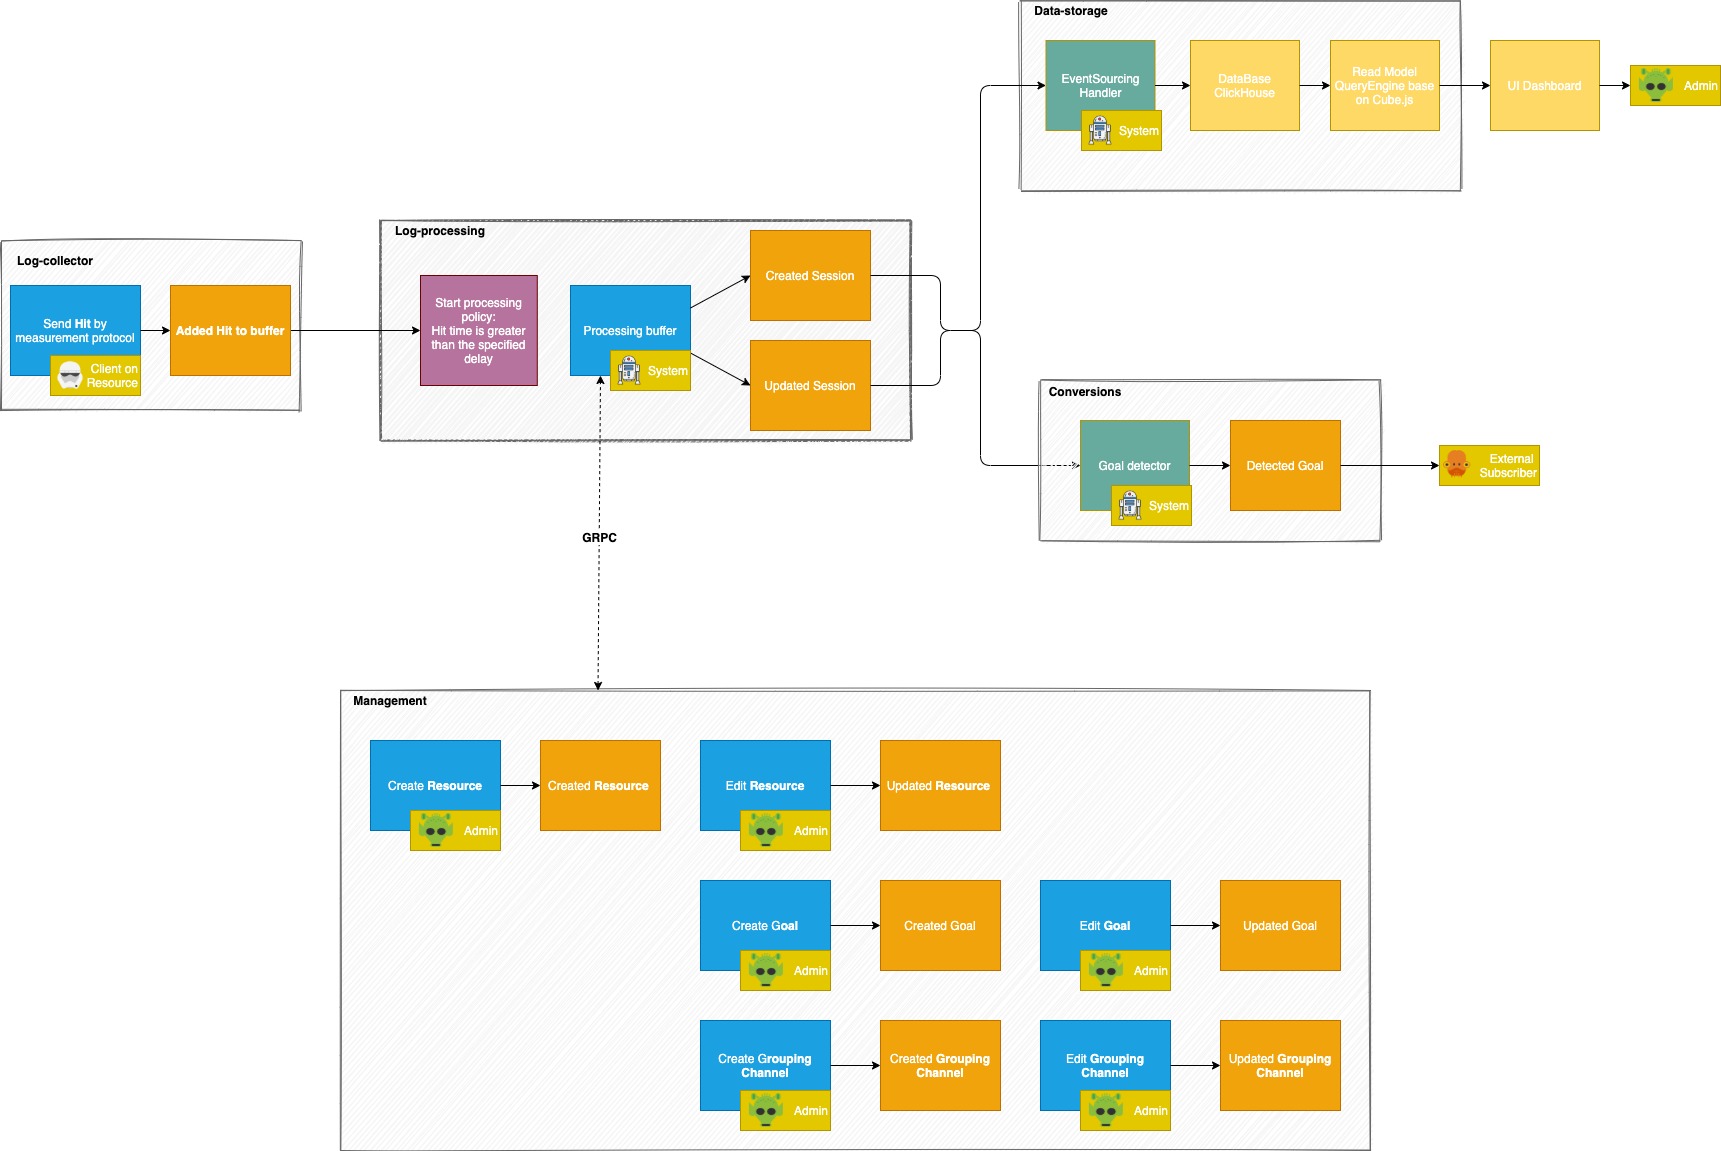 Data-storage
EventSourcing
Handler
System
DataBase
ClickHouse
Read Model
QueryEngine base
on Cube.js
UI Dashboard
Admin
Log-collector
Send Hit by
measurement protocol
Client on
Resource
Added Hit to buffer
Log-processing
Start processing
policy:
Hit time is greater
than the specified
delay
Processing buffer
System
Created Session
Updated Session
Conversions
Goal detector
System
Detected Goal
External
Subscriber
GRPC
Management
Create Resource
Admin
Created Resource
Edit Resource
Admin
Updated Resource
Create Goal
Admin
Created Goal
Edit Goal
Admin
Updated Goal
Create Grouping
Channel
Admin
Created Grouping
Channel
Edit Grouping
Channel
Admin
Updated Grouping
Channel